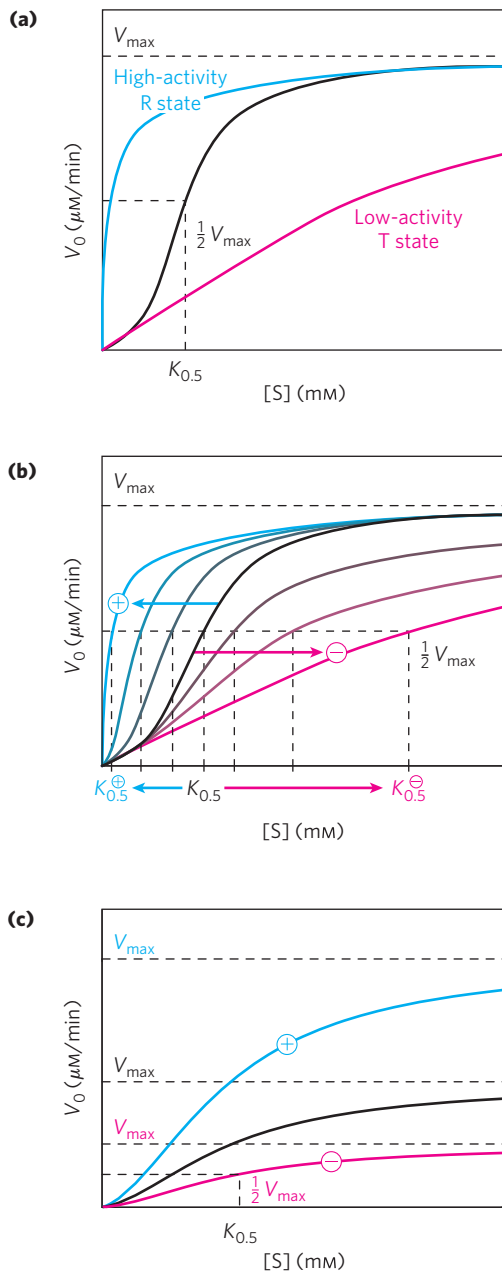 (a)
Vmax
High-activity
R state
V0 (μM/min)
½ Vmax
Low-activity
T state
K0.5
[S] (mM)
(b)
Vmax
+
−
V0 (μM/min)
½ Vmax
K0.5⊕
K0.5
K0.5⊖
[S] (mM)
(c)
Vmax
+
Vmax
V0 (μM/min)
Vmax
−
½ Vmax
K0.5
[S] (mM)